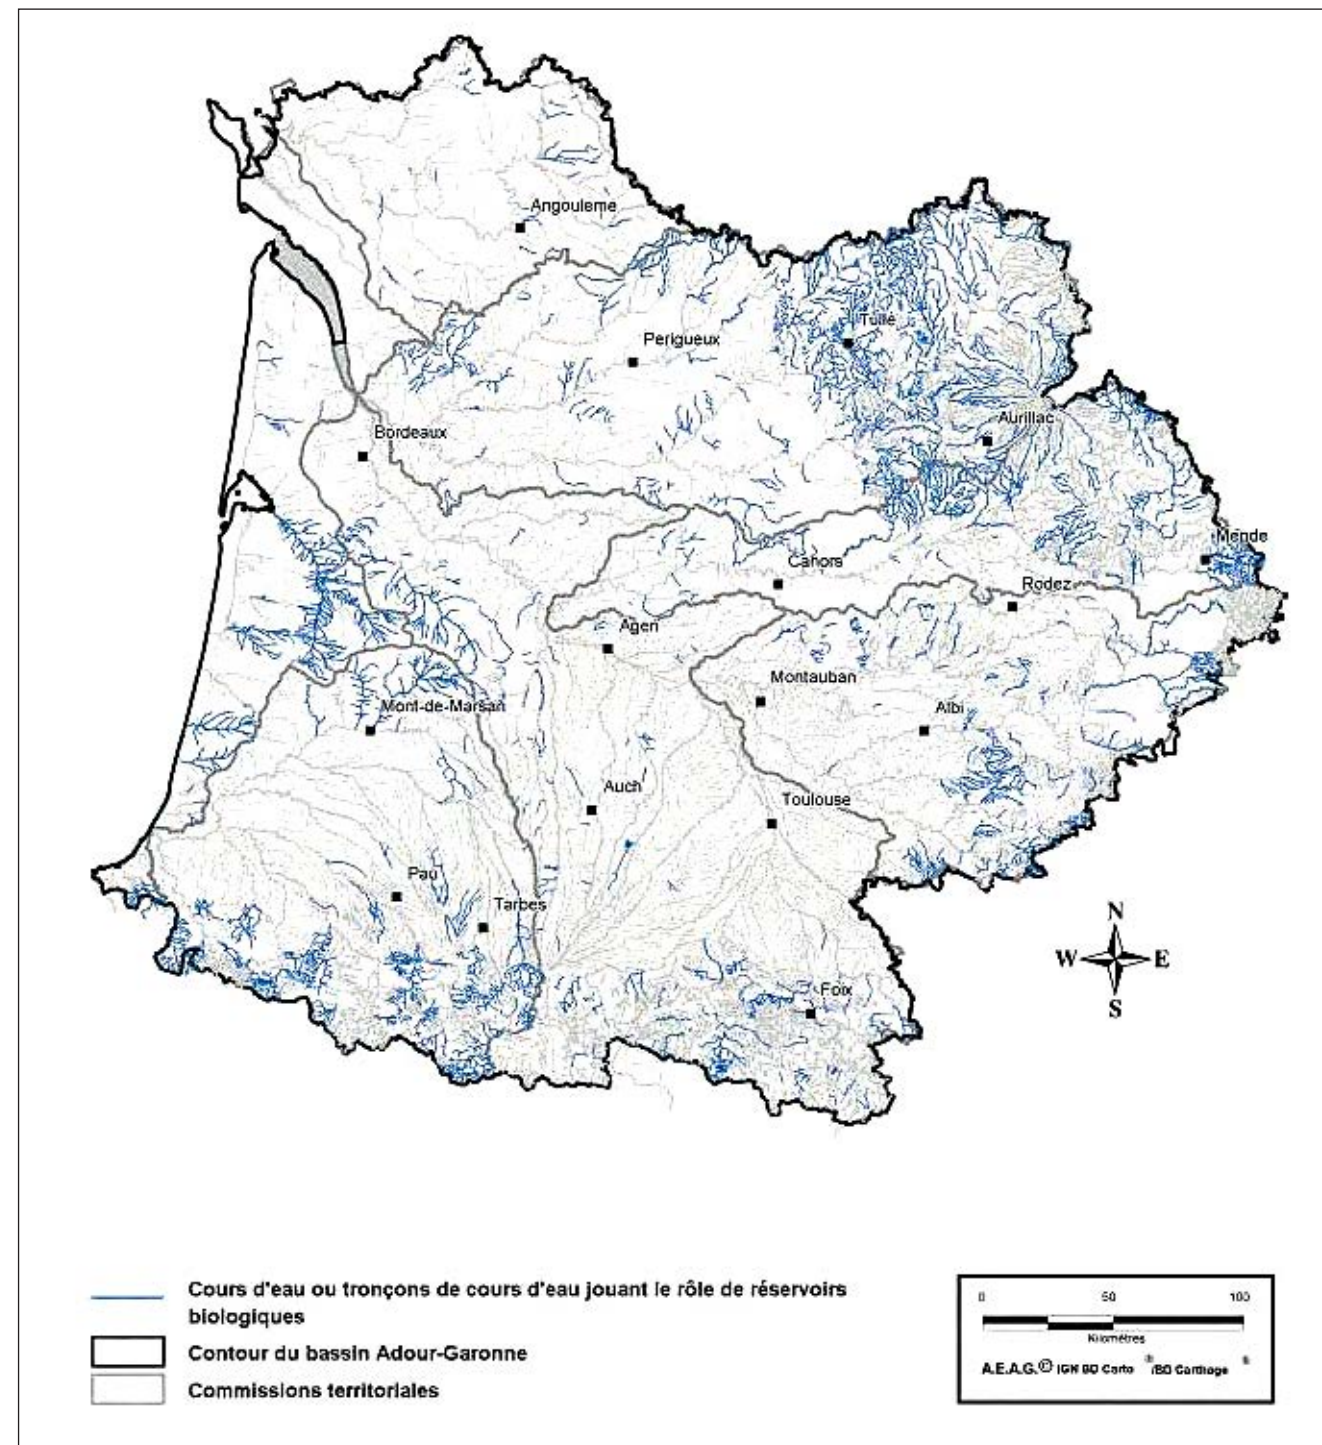 Angouleme
Tulle
Perigueux
Aurillac
Bordeaux
Mende
Cahors
Rodez
Agen
Montauban
Mont-de-Marsan
Albi
Auch
Toulouse
Pau
Tarbes
Foix
N
W E
S
Cours d'eau ou tronçons de cours d'eau jouant le rôle de réservoirs
biologiques
Contour du bassin Adour-Garonne
Commissions territoriales
0 50 100
Kilomètres
A.E.A.G.© IGN BD Carto ® /BD Carthage